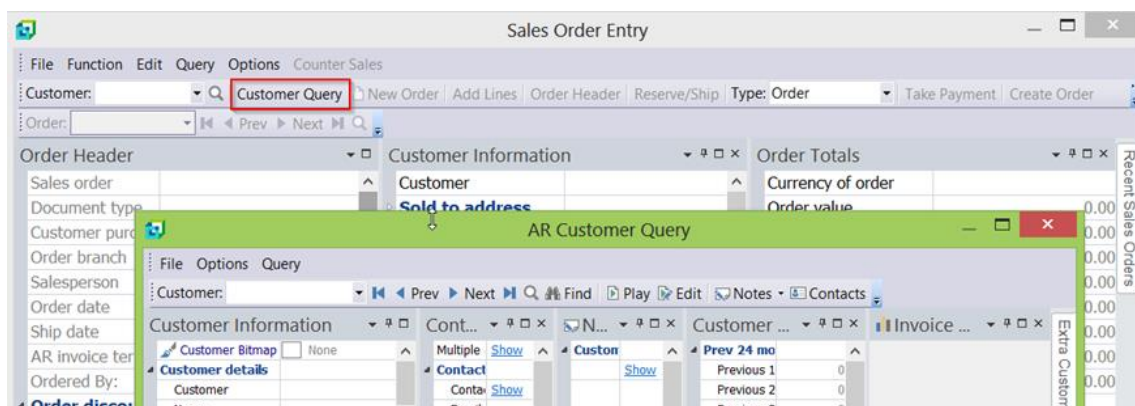 Sales Order Entry
File Function Edit Query Options Counter Sales
Customer: Customer Query New Order Add Lines Order Header Reserve/Ship Type: Order Take Payment Create Order
Order: Prev Next
Order Header Customer Information Order Totals
Sales order Customer Currency of order
Document type Sold to address Order value 0.00
Customer purc AR Customer Query 0.00
Order branch File Options Query 0.00
Salesperson Customer: Prev Next Find Play Edit Notes Contacts 0.00
Order date 0.00
Ship date Customer Information Cont... N... Customer ... Invoice ... 0.00
AR invoice ter Customer Bitmap None Multiple Show Custon Prev 24 mo 0.00
Customer details Contact Show Previous 1 0
Ordered By: Customer Conta Show Previous 2 0 0.00
Order discou
Recent Sales Orders
Extra Custom